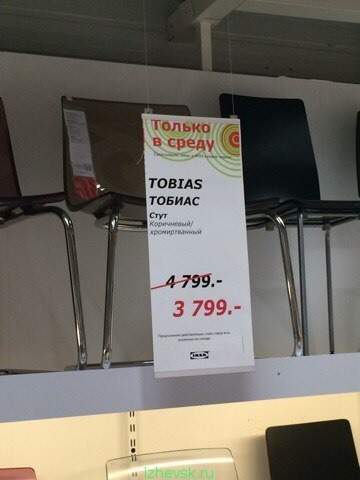 Только
в среду
TOBIAS
ТОБИАС
Стул
Коричневый/
хромированный
4 799.-
3 799.-
IKEA
izhevsk.ru